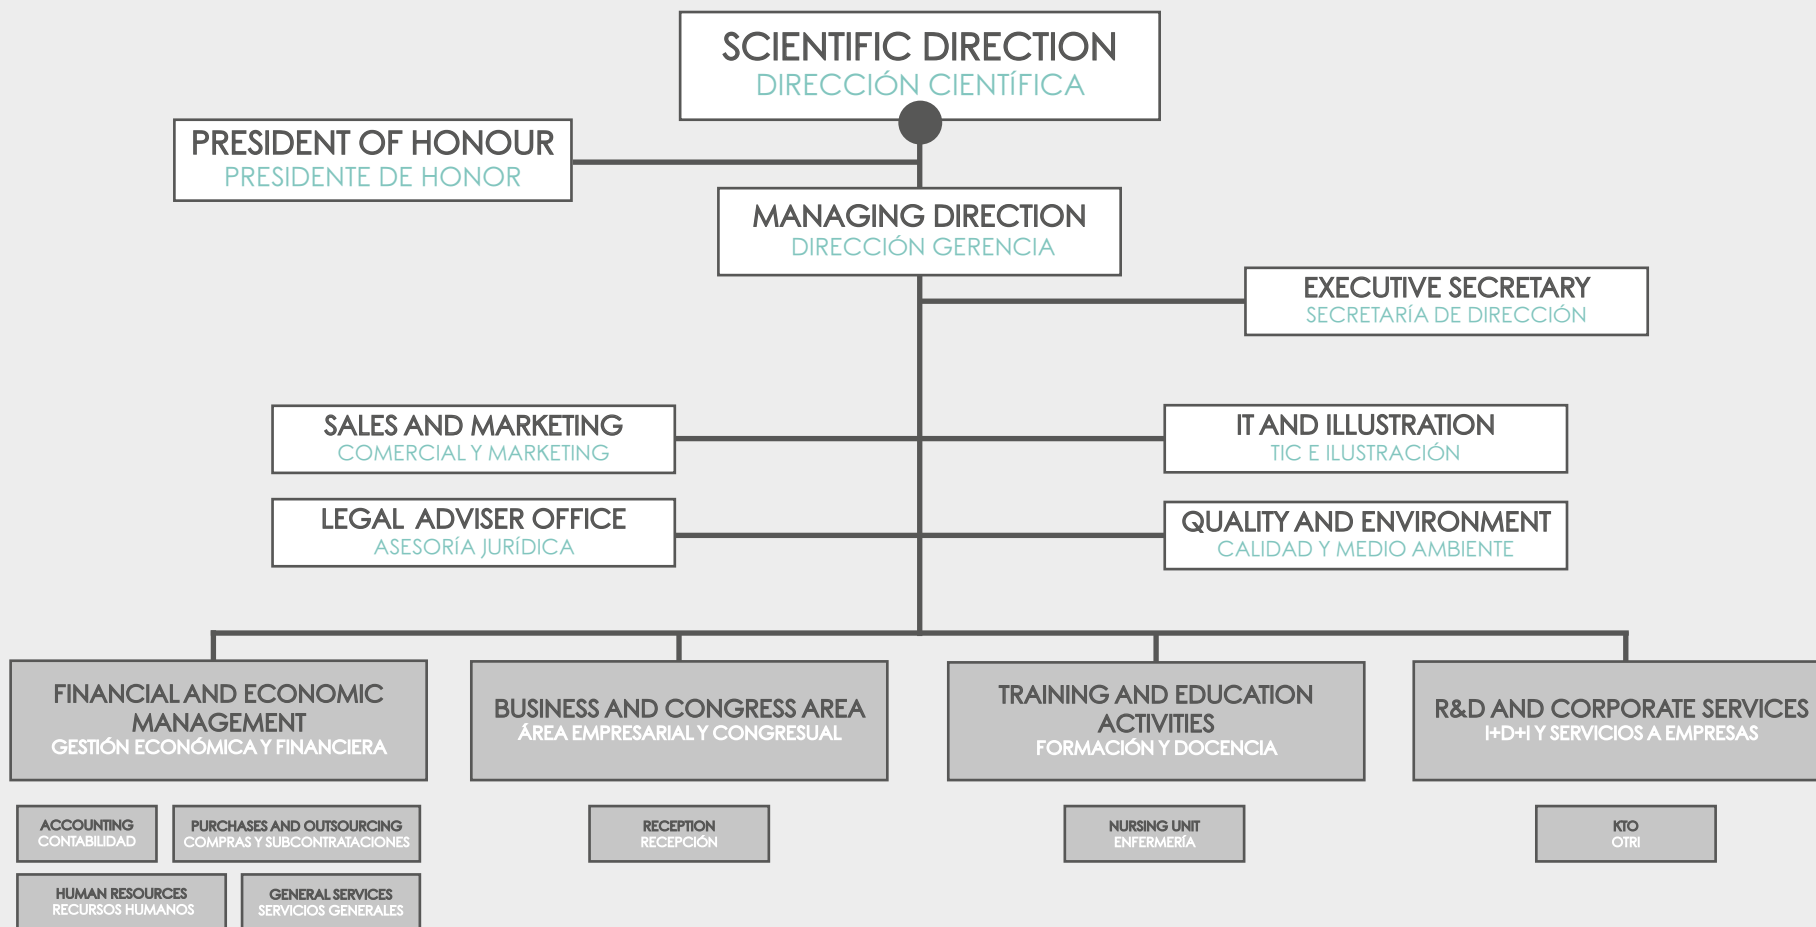 SCIENTIFIC DIRECTION
DIRECCIÓN CIENTÍFICA
PRESIDENT OF HONOUR
PRESIDENTE DE HONOR
MANAGING DIRECTION
DIRECCIÓN GERENCIA
EXECUTIVE SECRETARY
SECRETARÍA DE DIRECCIÓN
SALES AND MARKETING
COMERCIAL Y MARKETING
IT AND ILLUSTRATION
TIC E ILUSTRACIÓN
LEGAL ADVISER OFFICE
ASESORÍA JURÍDICA
QUALITY AND ENVIRONMENT
CALIDAD Y MEDIO AMBIENTE
FINANCIAL AND ECONOMIC
MANAGEMENT
GESTIÓN ECONÓMICA Y FINANCIERA
BUSINESS AND CONGRESS AREA
ÁREA EMPRESARIAL Y CONGRESUAL
TRAINING AND EDUCATION
ACTIVITIES
FORMACIÓN Y DOCENCIA
R&D AND CORPORATE SERVICES
I+D+I Y SERVICIOS A EMPRESAS
ACCOUNTING
CONTABILIDAD
PURCHASES AND OUTSOURCING
COMPRAS Y SUBCONTRATACIONES
RECEPTION
RECEPCIÓN
NURSING UNIT
ENFERMERÍA
KTO
OTRI
HUMAN RESOURCES
RECURSOS HUMANOS
GENERAL SERVICES
SERVICIOS GENERALES